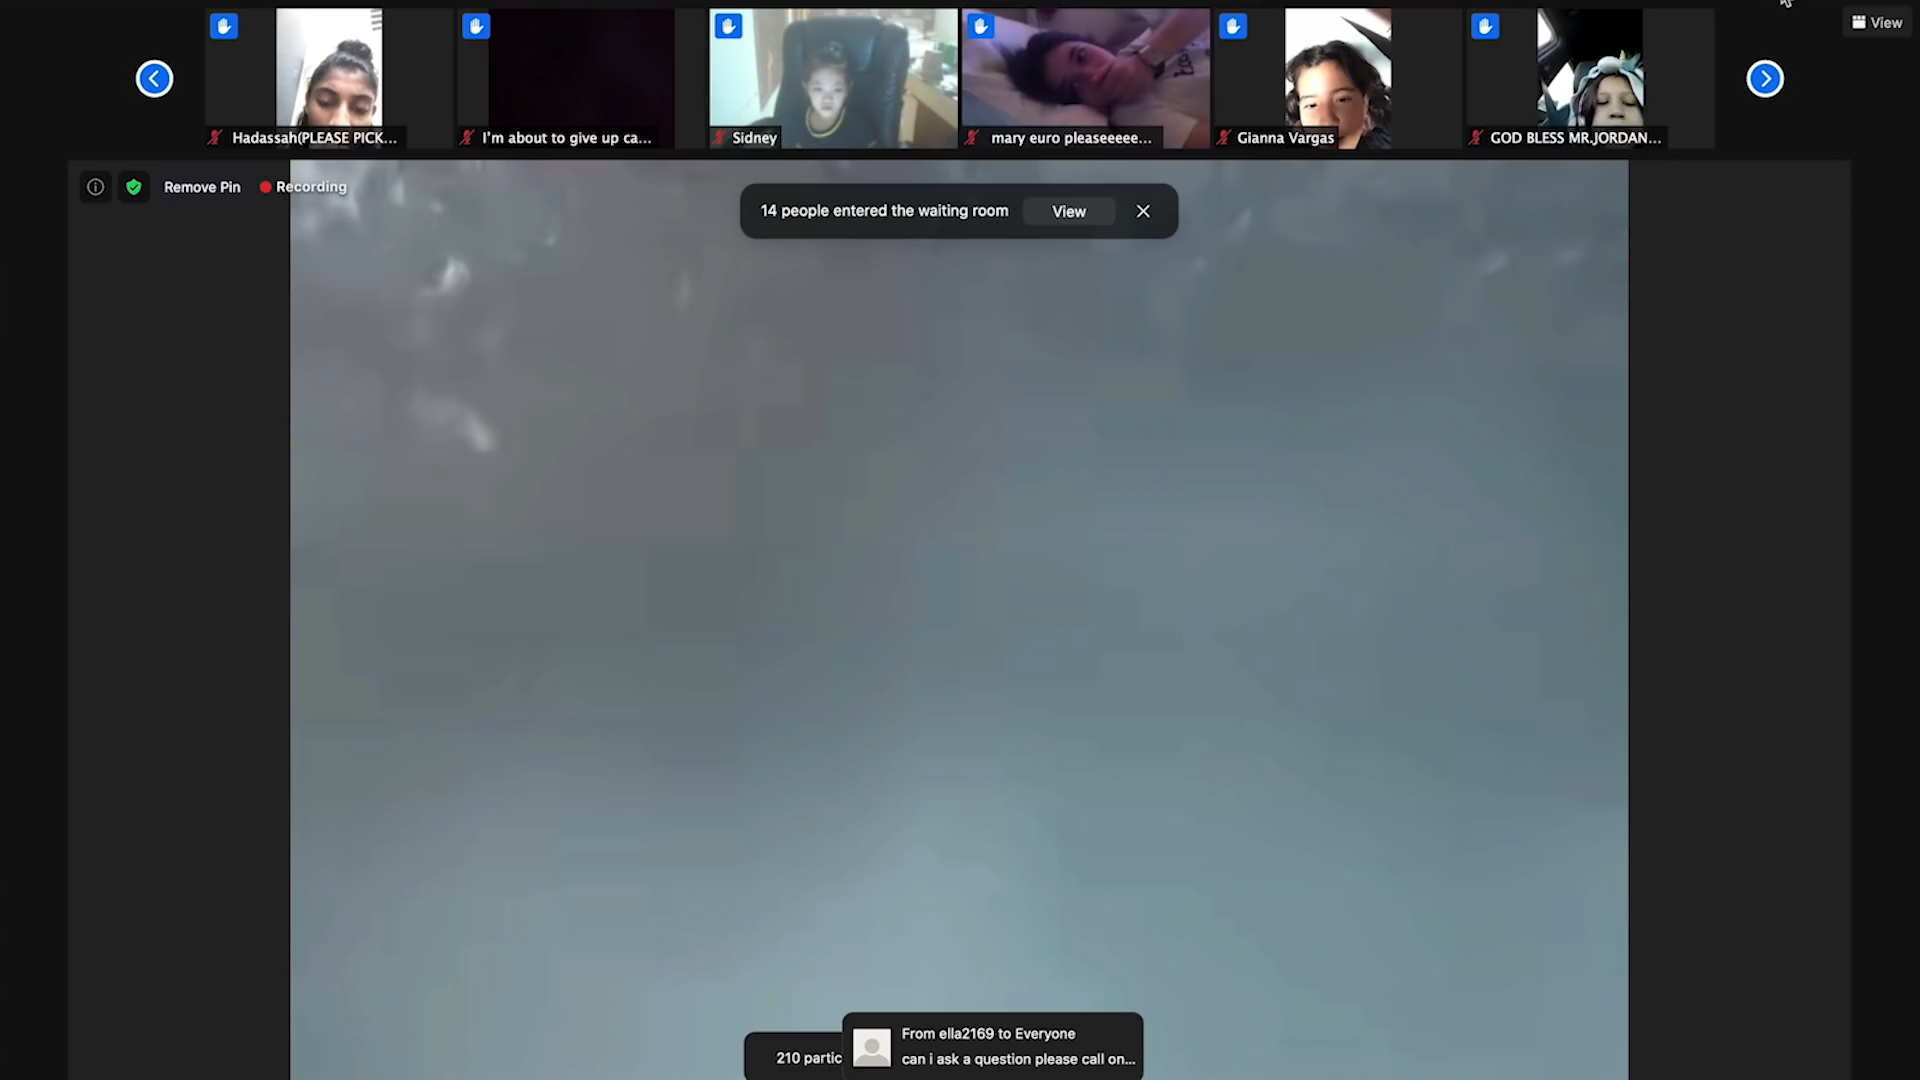 View
Hadassah(PLEASE PICK...
I'm about to give up ca...
Sidney
mary euro pleaseeeee...
Gianna Vargas
GOD BLESS MR.JORDAN...
Remove Pin
Recording
14 people entered the waiting room
View
From ella2169 to Everyone
210 partic
can i ask a question please call on...